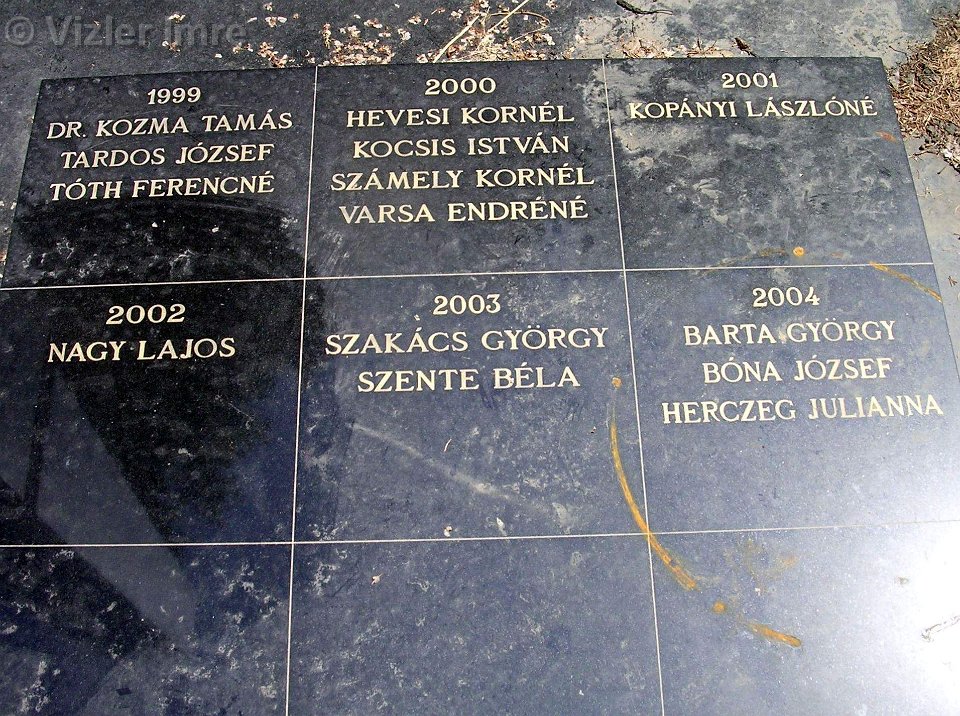 © Vizler Imre
1999
DR. KOZMA TAMÁS
TARDOS JÓZSEF
TÓTH FERENCNÉ
2000
HEVESI KORNÉL
KOCSIS ISTVÁN
SZÁMELY KORNÉL
VARSA ENDRÉNÉ
2001
KOPÁNYI LÁSZLÓNÉ
2002
NAGY LAJOS
2003
SZAKÁCS GYÖRGY
SZENTE BÉLA
2004
BARTA GYÖRGY
BÓNA JÓZSEF
HERCZEG JULIANNA